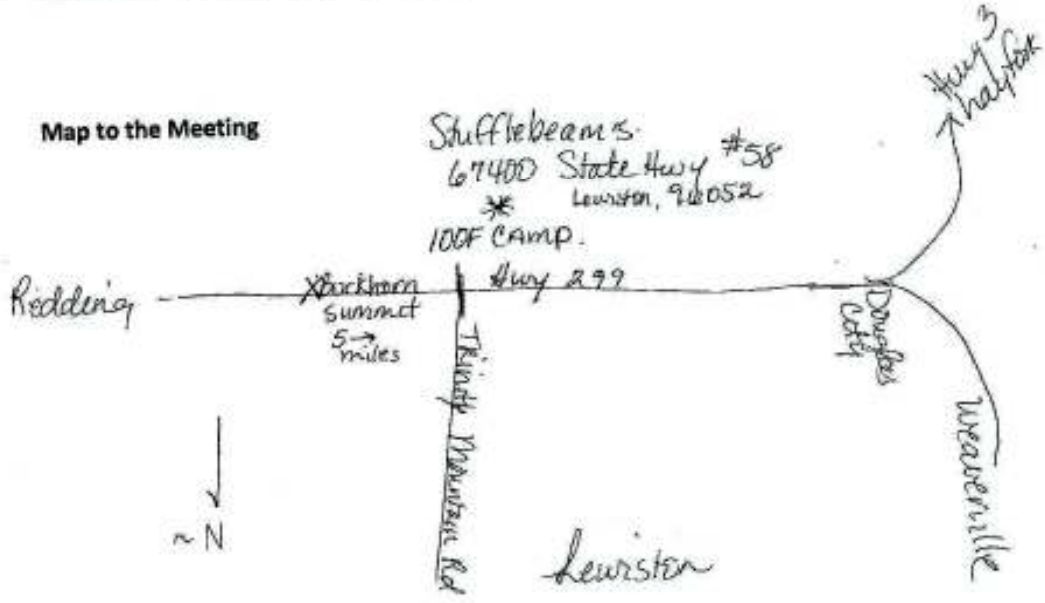 Map to the Meeting
Stufflebeam's.
67400 State Hwy #58
Lewiston, 96052
IOOF CAMP.
Hwy 3
hayfork
Redding
X Buckhorn
Summit
5→
miles
Hwy 299
Douglas
City
Trinity Mountain Rd
Weaverville
~ N
Lewiston